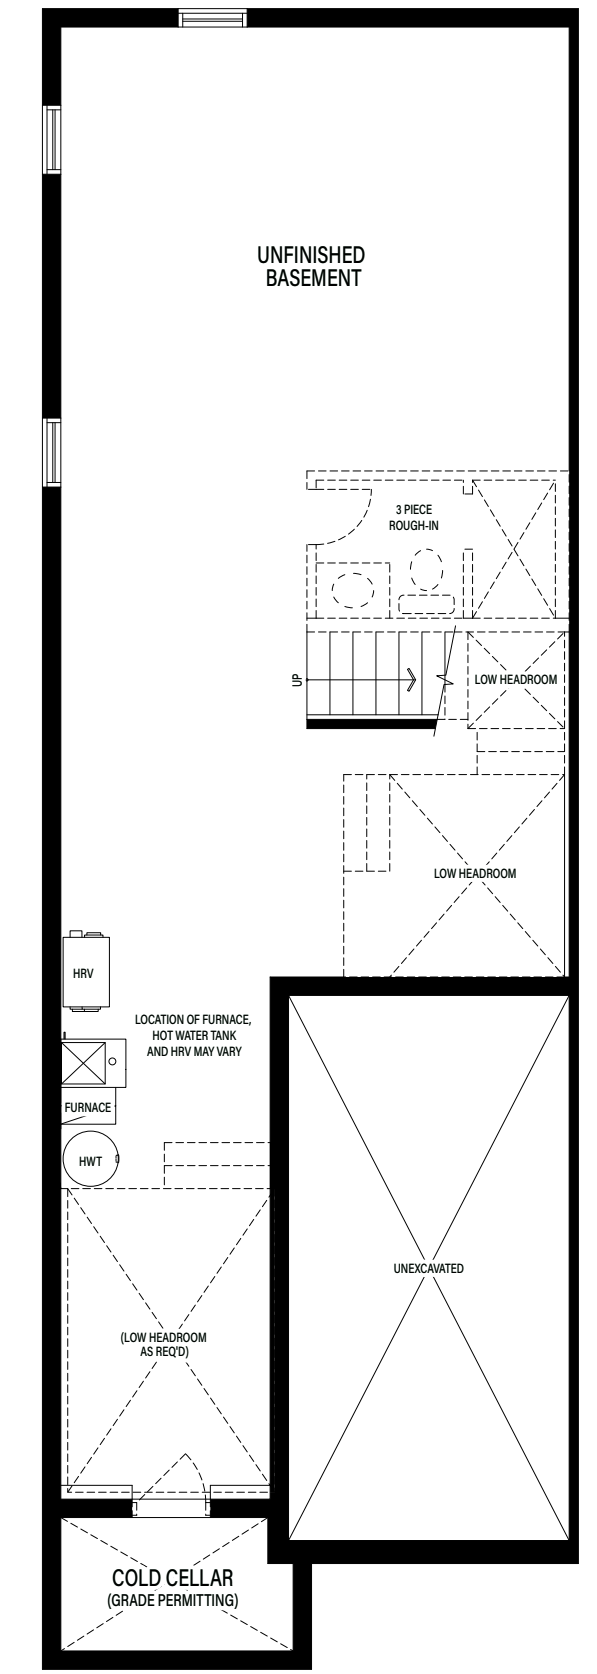 UNFINISHED
BASEMENT
3 PIECE
ROUGH-IN
UP
LOW HEADROOM
LOW HEADROOM
HRV
LOCATION OF FURNACE,
HOT WATER TANK
AND HRV MAY VARY
FURNACE
HWT
UNEXCAVATED
(LOW HEADROOM
AS REQ'D)
COLD CELLAR
(GRADE PERMITTING)